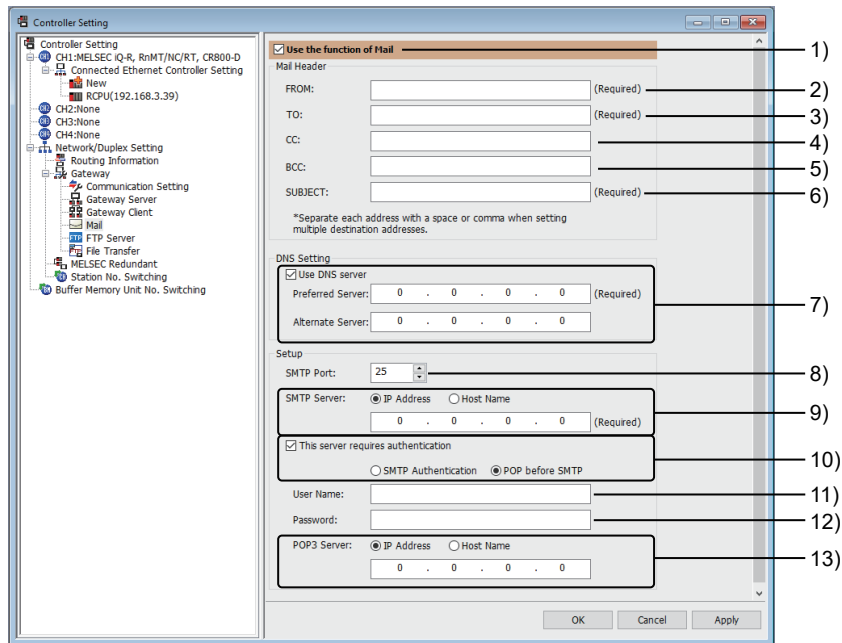 Controller Setting
Controller Setting
CH1:MELSEC iQ-R, RnMT/NC/RT, CR800-D
Connected Ethernet Controller Setting
New
RCPU(192.168.3.39)
CH2:None
CH3:None
CH4:None
Network/Duplex Setting
Routing Information
Gateway
Communication Setting
Gateway Server
Gateway Client
Mail
FTP Server
File Transfer
MELSEC Redundant
Station No. Switching
Buffer Memory Unit No. Switching
Use the function of Mail 1)
Mail Header
FROM: (Required) 2)
TO: (Required) 3)
CC: 4)
BCC: 5)
SUBJECT: (Required) 6)
*Separate each address with a space or comma when setting
multiple destination addresses.
DNS Setting
Use DNS server
Preferred Server: 0 . 0 . 0 . 0 (Required)
7)
Alternate Server: 0 . 0 . 0 . 0
Setup
SMTP Port: 25 8)
SMTP Server: IP Address Host Name
9)
0 . 0 . 0 . 0 (Required)
This server requires authentication
10)
SMTP Authentication POP before SMTP
User Name: 11)
Password: 12)
POP3 Server: IP Address Host Name
13)
0 . 0 . 0 . 0
OK Cancel Apply